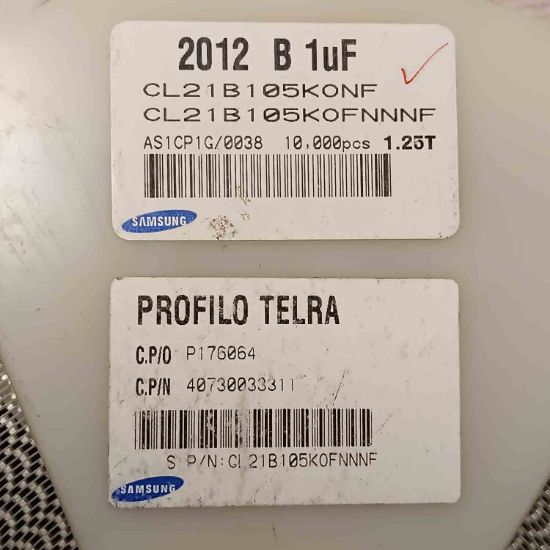 2012 B 1uF
CL21B105KONF
CL21B105KOFNNNF
AS1CP1G/0038 10,000pcs 1.25T
SAMSUNG
PROFILO TELRA
C.P/O P176064
C.P/N 40730033311
S P/N:CL21B105KOFNNNF
SAMSUNG